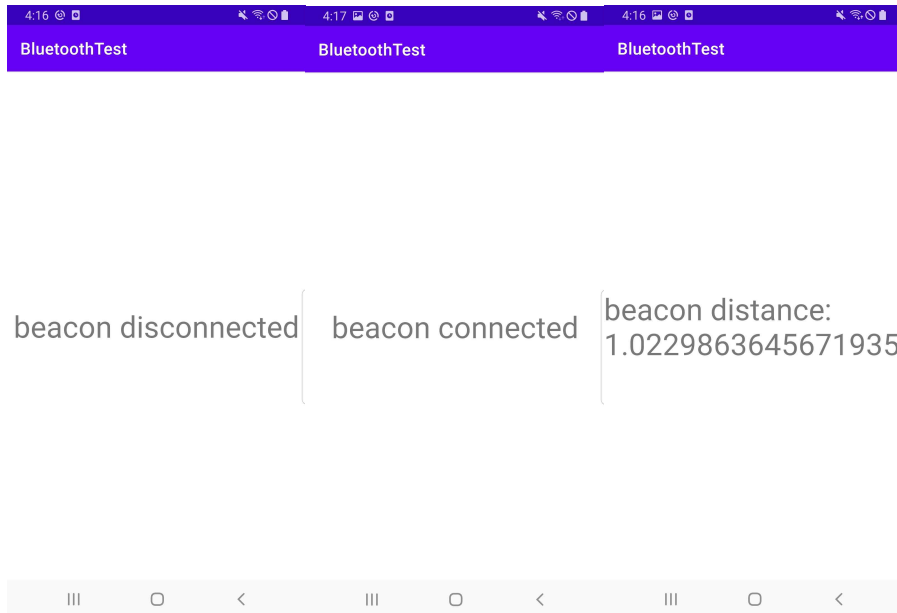 4:16
BluetoothTest
beacon disconnected
4:17
BluetoothTest
beacon connected
4:16
BluetoothTest
beacon distance:
1.0229863645671935